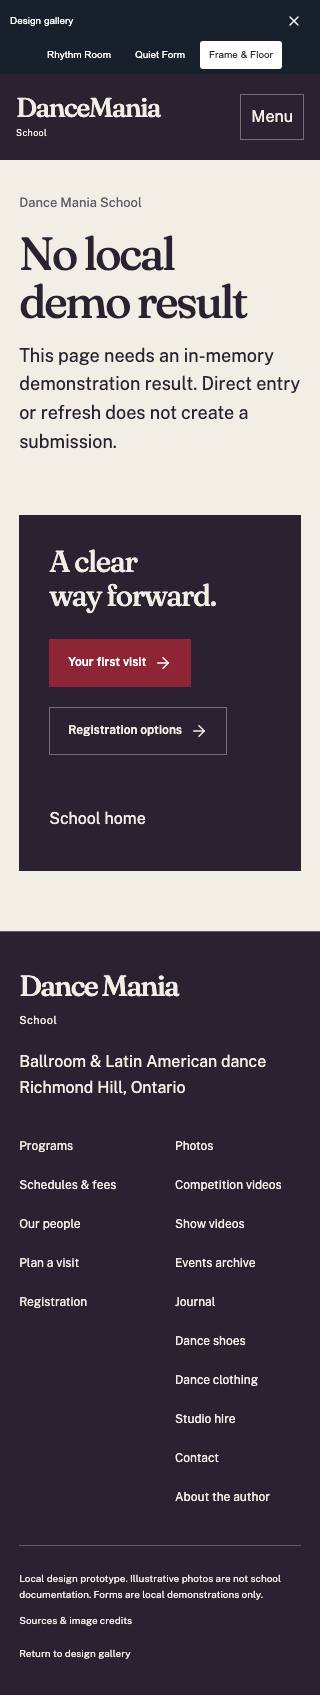 Design gallery
Rhythm Room
Quiet Form
Frame & Floor
DanceMania
School
Menu
Dance Mania School
No local
demo result
This page needs an in-memory
demonstration result. Direct entry
or refresh does not create a
submission.
A clear
way forward.
Your first visit
Registration options
School home
Dance Mania
School
Ballroom & Latin American dance
Richmond Hill, Ontario
Programs
Schedules & fees
Our people
Plan a visit
Registration
Photos
Competition videos
Show videos
Events archive
Journal
Dance shoes
Dance clothing
Studio hire
Contact
About the author
Local design prototype. Illustrative photos are not school
documentation. Forms are local demonstrations only.
Sources & image credits
Return to design gallery